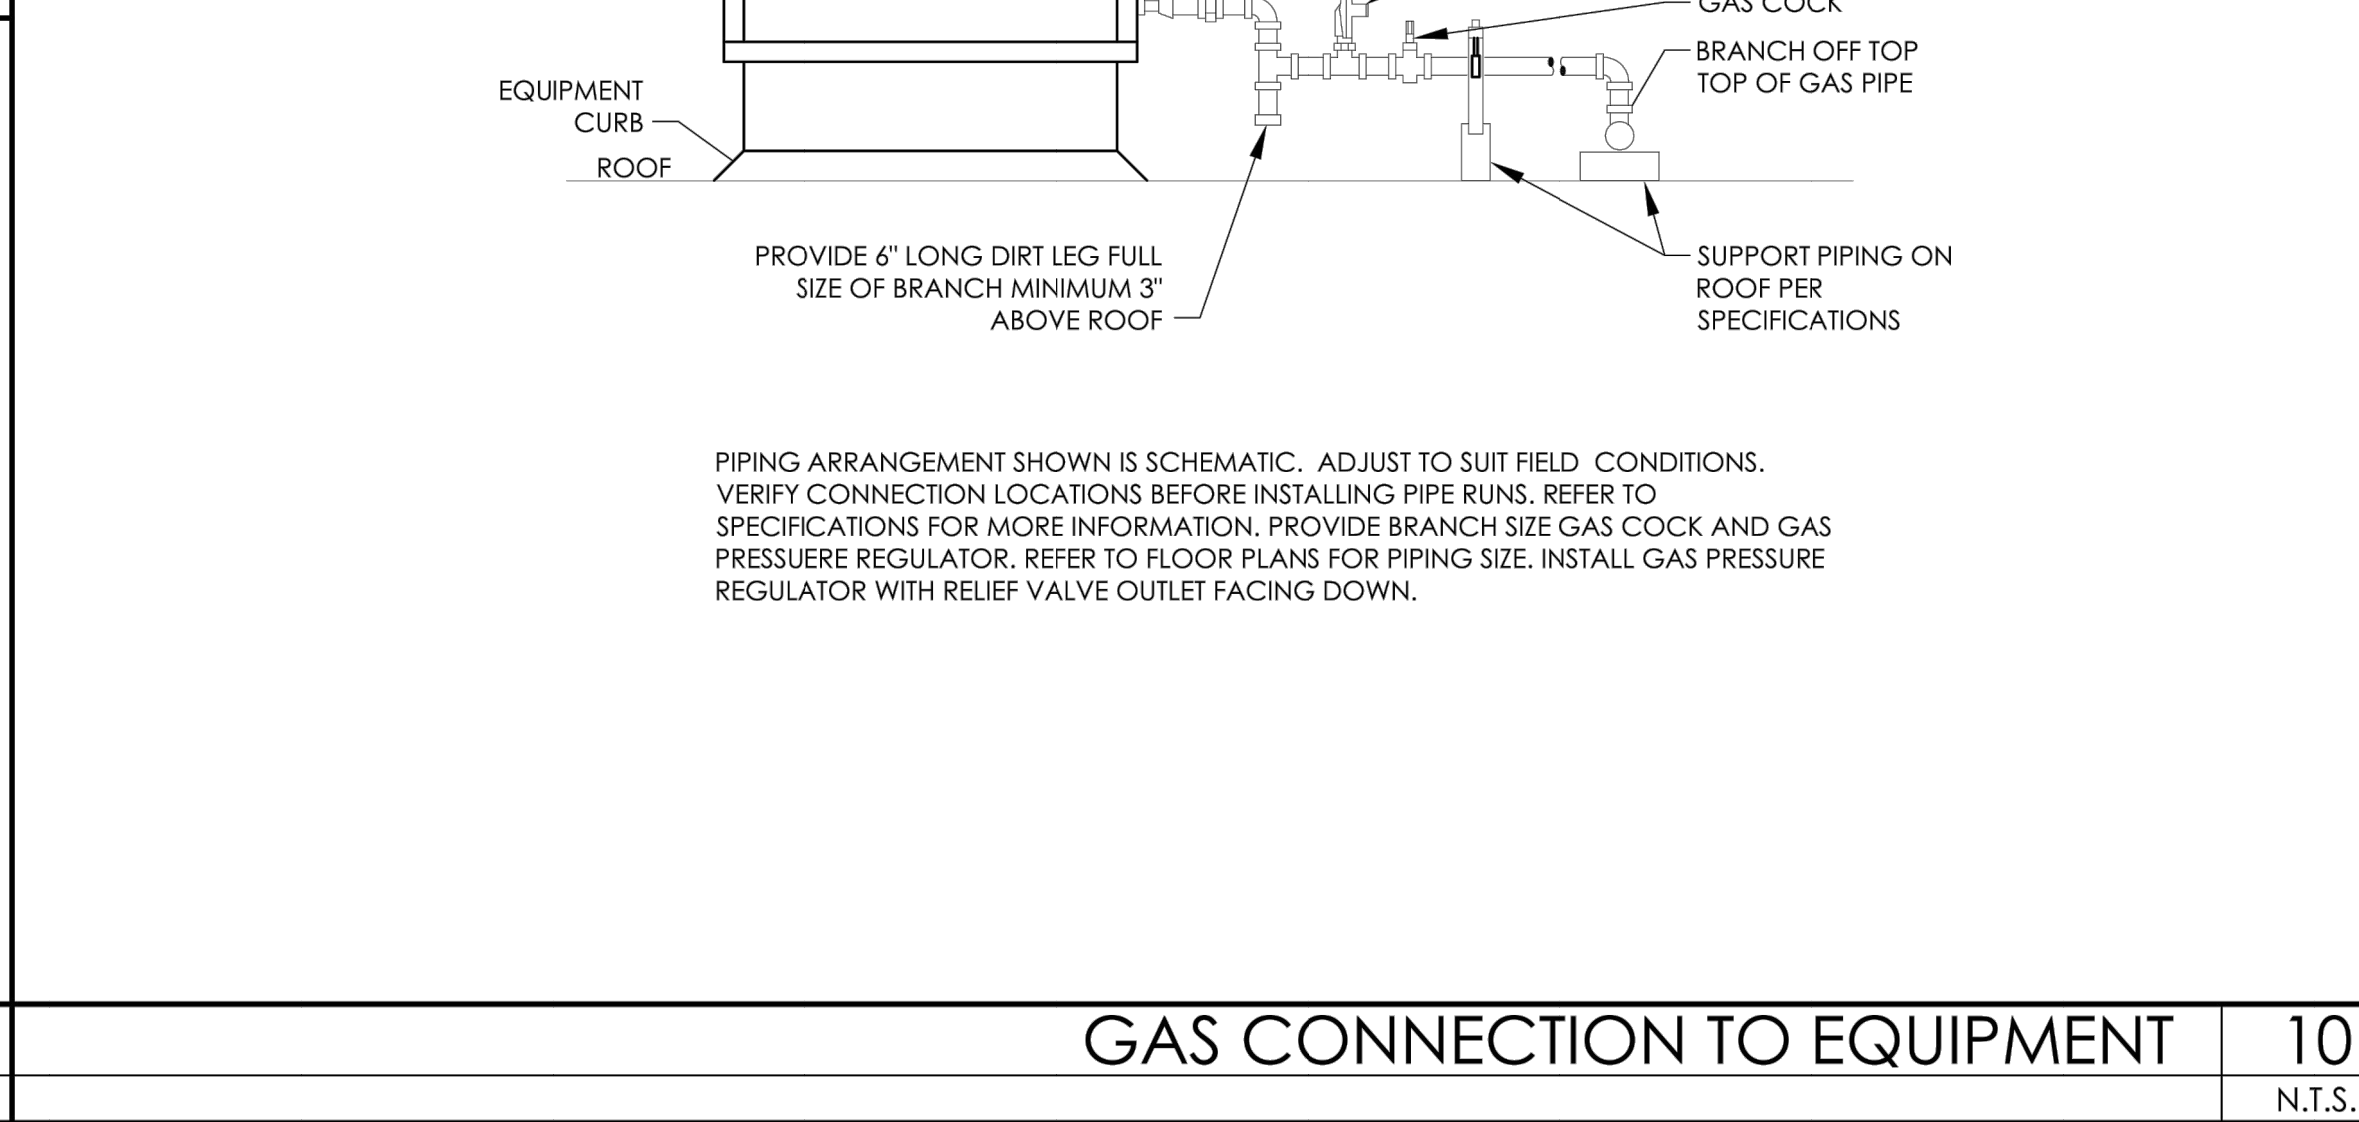 GAS COCK
BRANCH OFF TOP
TOP OF GAS PIPE
EQUIPMENT
CURB
ROOF
PROVIDE 6" LONG DIRT LEG FULL
SIZE OF BRANCH MINIMUM 3"
ABOVE ROOF
SUPPORT PIPING ON
ROOF PER
SPECIFICATIONS
PIPING ARRANGEMENT SHOWN IS SCHEMATIC.  ADJUST TO SUIT FIELD  CONDITIONS.
VERIFY CONNECTION LOCATIONS BEFORE INSTALLING PIPE RUNS. REFER TO
SPECIFICATIONS FOR MORE INFORMATION. PROVIDE BRANCH SIZE GAS COCK AND GAS
PRESSUERE REGULATOR. REFER TO FLOOR PLANS FOR PIPING SIZE. INSTALL GAS PRESSURE
REGULATOR WITH RELIEF VALVE OUTLET FACING DOWN.
GAS CONNECTION TO EQUIPMENT
10
N.T.S.